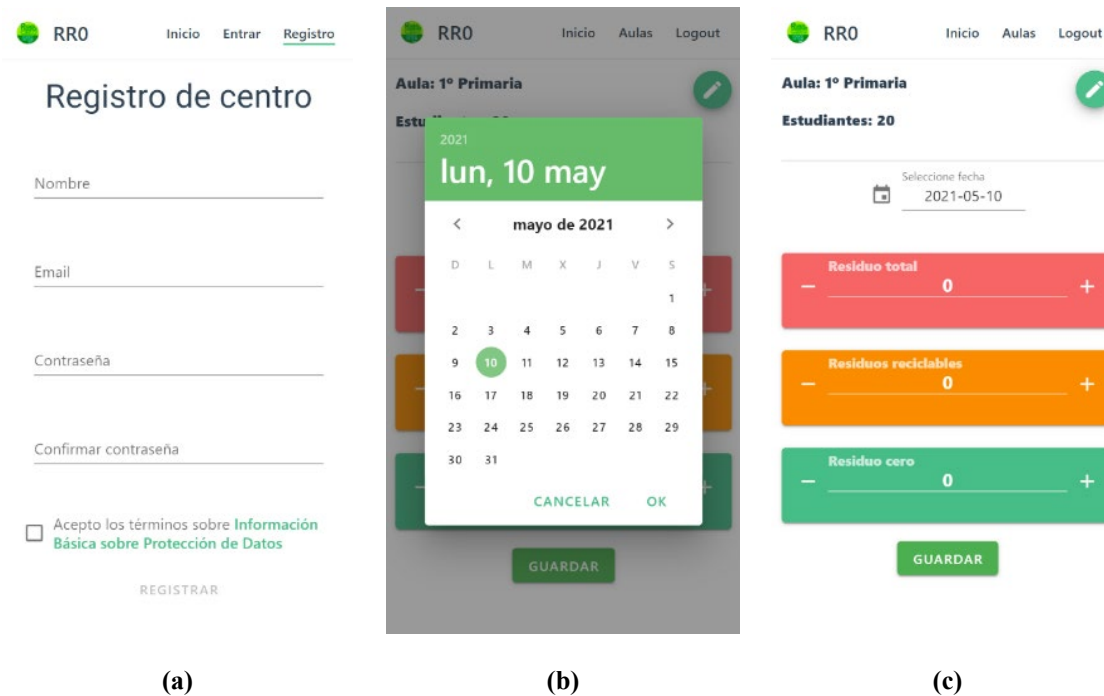 RR0
Inicio Entrar Registro
Registro de centro
Nombre
Email
Contraseña
Confirmar contraseña
Acepto los términos sobre Información
Básica sobre Protección de Datos
REGISTRAR
(a)
RR0
Inicio Aulas Logout
Aula: 1º Primaria
2021
lun, 10 may
mayo de 2021
D L M X J V S
1
2 3 4 5 6 7 8
9 10 11 12 13 14 15
16 17 18 19 20 21 22
23 24 25 26 27 28 29
30 31
CANCELAR OK
GUARDAR
(b)
RR0
Inicio Aulas Logout
Aula: 1º Primaria
Estudiantes: 20
Seleccione fecha
2021-05-10
Residuo total
− 0 +
Residuos reciclables
− 0 +
Residuo cero
− 0 +
GUARDAR
(c)